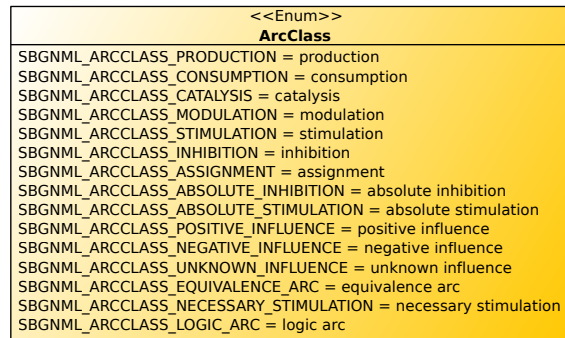 <<Enum>>
ArcClass
SBGNML_ARCCLASS_PRODUCTION = production
SBGNML_ARCCLASS_CONSUMPTION = consumption
SBGNML_ARCCLASS_CATALYSIS = catalysis
SBGNML_ARCCLASS_MODULATION = modulation
SBGNML_ARCCLASS_STIMULATION = stimulation
SBGNML_ARCCLASS_INHIBITION = inhibition
SBGNML_ARCCLASS_ASSIGNMENT = assignment
SBGNML_ARCCLASS_ABSOLUTE_INHIBITION = absolute inhibition
SBGNML_ARCCLASS_ABSOLUTE_STIMULATION = absolute stimulation
SBGNML_ARCCLASS_POSITIVE_INFLUENCE = positive influence
SBGNML_ARCCLASS_NEGATIVE_INFLUENCE = negative influence
SBGNML_ARCCLASS_UNKNOWN_INFLUENCE = unknown influence
SBGNML_ARCCLASS_EQUIVALENCE_ARC = equivalence arc
SBGNML_ARCCLASS_NECESSARY_STIMULATION = necessary stimulation
SBGNML_ARCCLASS_LOGIC_ARC = logic arc